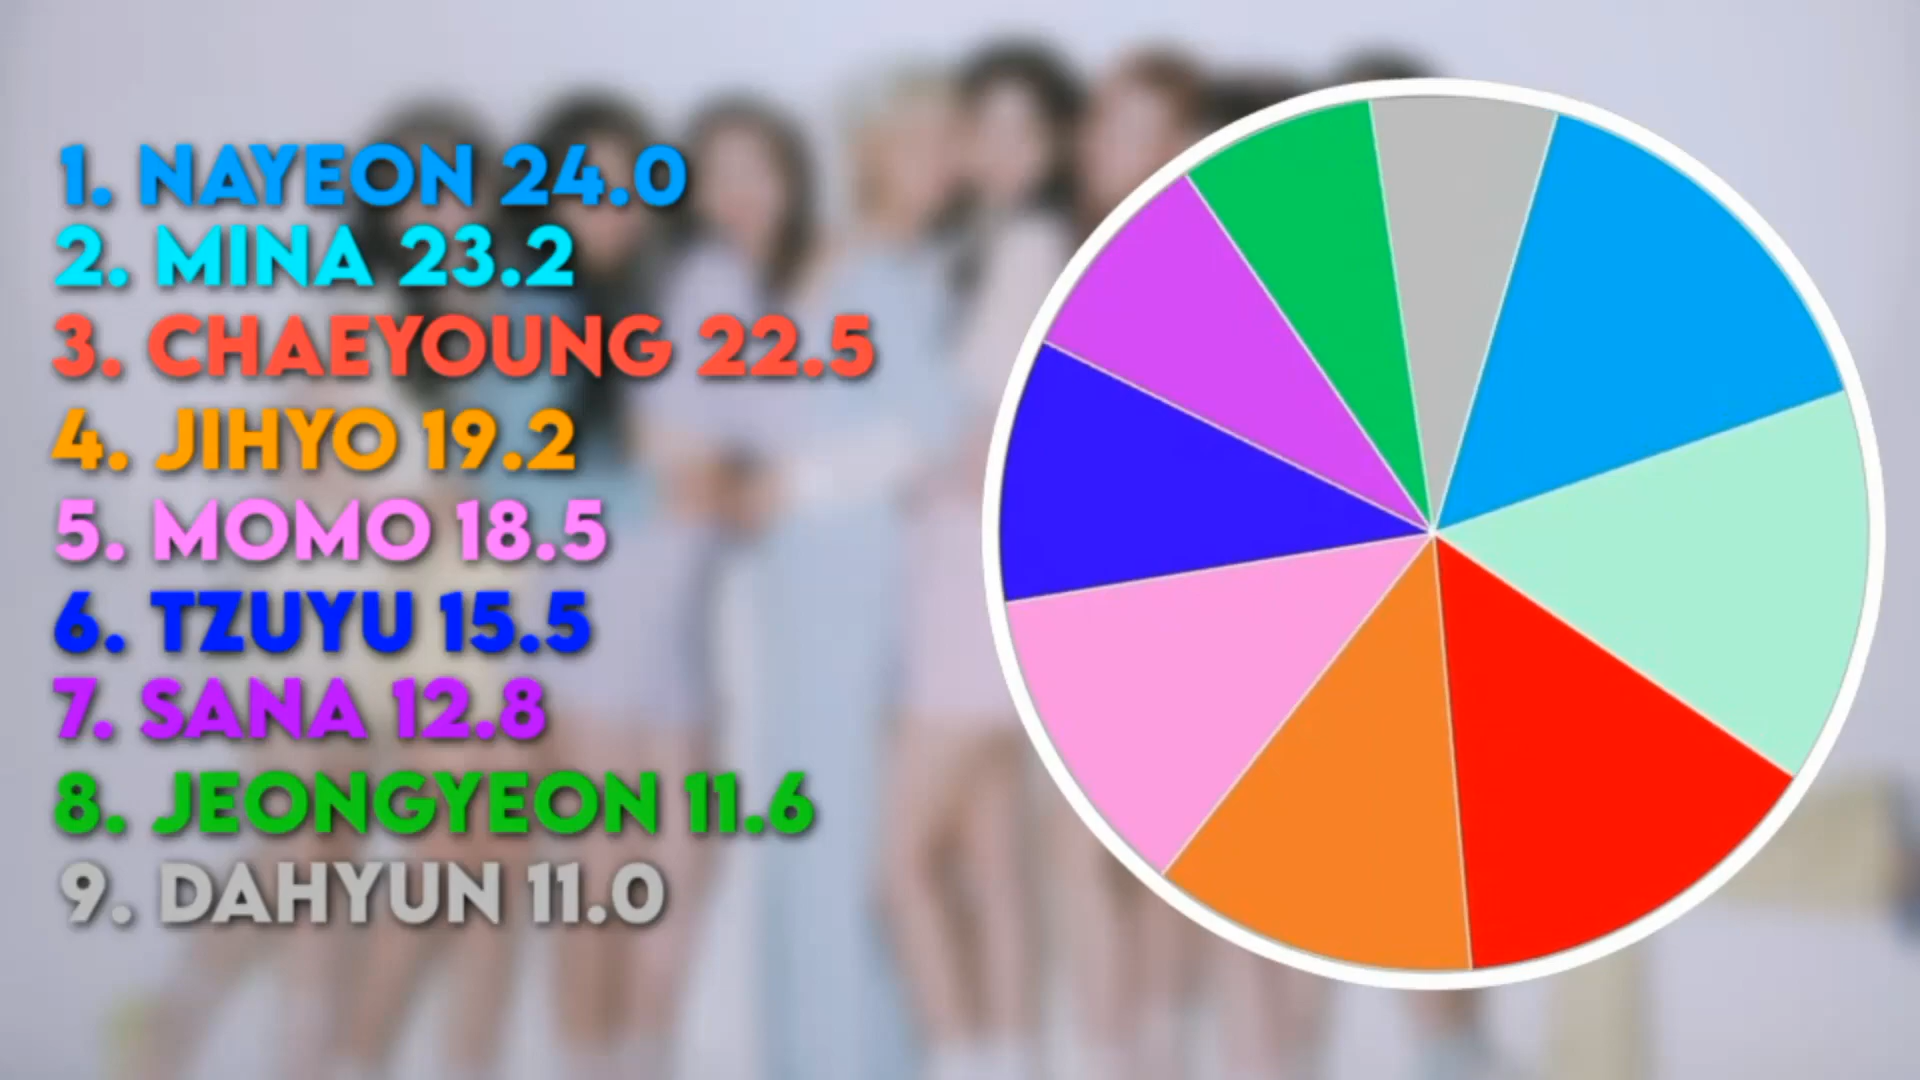 1. NAYEON 24.0
2. MINA 23.2
3. CHAEYOUNG 22.5
4. JIHYO 19.2
5. MOMO 18.5
6. TZUYU 15.5
7. SANA 12.8
8. JEONGYEON 11.6
9. DAHYUN 11.0